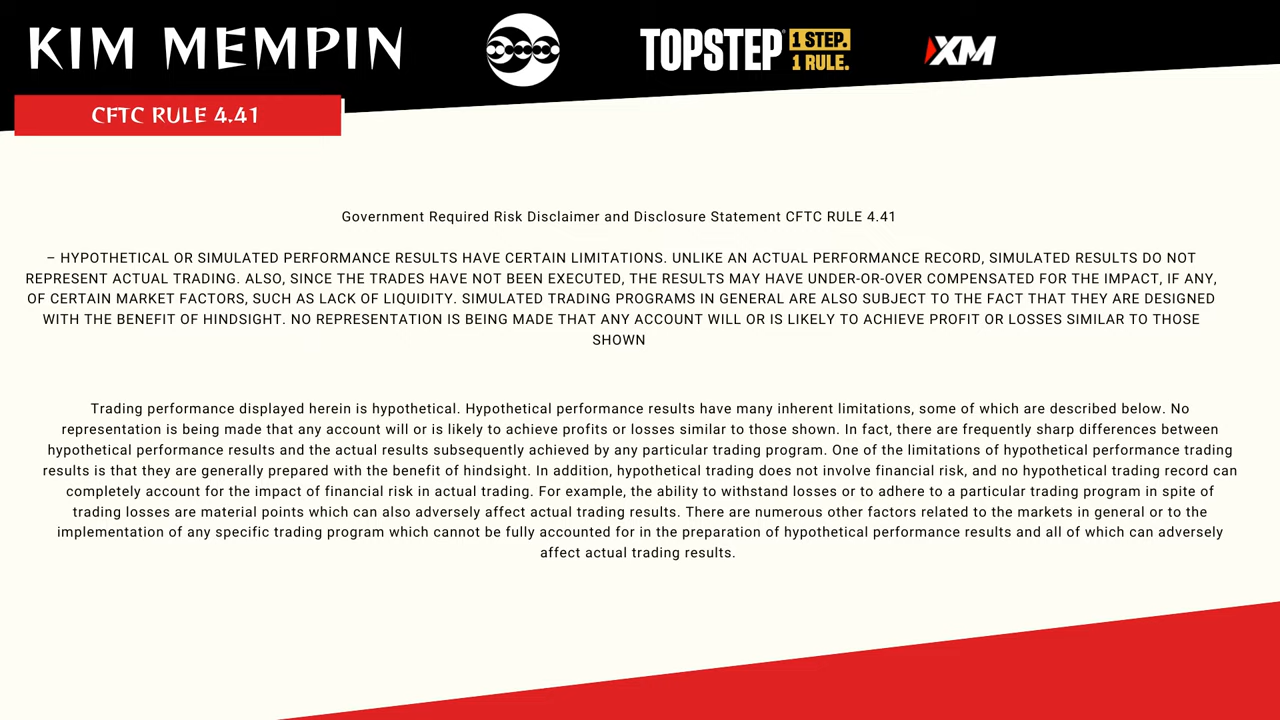 KIM MEMPIN
TOPSTEP 1 STEP.
1 RULE.
XM
CFTC RULE 4.41
Government Required Risk Disclaimer and Disclosure Statement CFTC RULE 4.41
– HYPOTHETICAL OR SIMULATED PERFORMANCE RESULTS HAVE CERTAIN LIMITATIONS. UNLIKE AN ACTUAL PERFORMANCE RECORD, SIMULATED RESULTS DO NOT
REPRESENT ACTUAL TRADING. ALSO, SINCE THE TRADES HAVE NOT BEEN EXECUTED, THE RESULTS MAY HAVE UNDER-OR-OVER COMPENSATED FOR THE IMPACT, IF ANY,
OF CERTAIN MARKET FACTORS, SUCH AS LACK OF LIQUIDITY. SIMULATED TRADING PROGRAMS IN GENERAL ARE ALSO SUBJECT TO THE FACT THAT THEY ARE DESIGNED
WITH THE BENEFIT OF HINDSIGHT. NO REPRESENTATION IS BEING MADE THAT ANY ACCOUNT WILL OR IS LIKELY TO ACHIEVE PROFIT OR LOSSES SIMILAR TO THOSE
SHOWN
Trading performance displayed herein is hypothetical. Hypothetical performance results have many inherent limitations, some of which are described below. No
representation is being made that any account will or is likely to achieve profits or losses similar to those shown. In fact, there are frequently sharp differences between
hypothetical performance results and the actual results subsequently achieved by any particular trading program. One of the limitations of hypothetical performance trading
results is that they are generally prepared with the benefit of hindsight. In addition, hypothetical trading does not involve financial risk, and no hypothetical trading record can
completely account for the impact of financial risk in actual trading. For example, the ability to withstand losses or to adhere to a particular trading program in spite of
trading losses are material points which can also adversely affect actual trading results. There are numerous other factors related to the markets in general or to the
implementation of any specific trading program which cannot be fully accounted for in the preparation of hypothetical performance results and all of which can adversely
affect actual trading results.